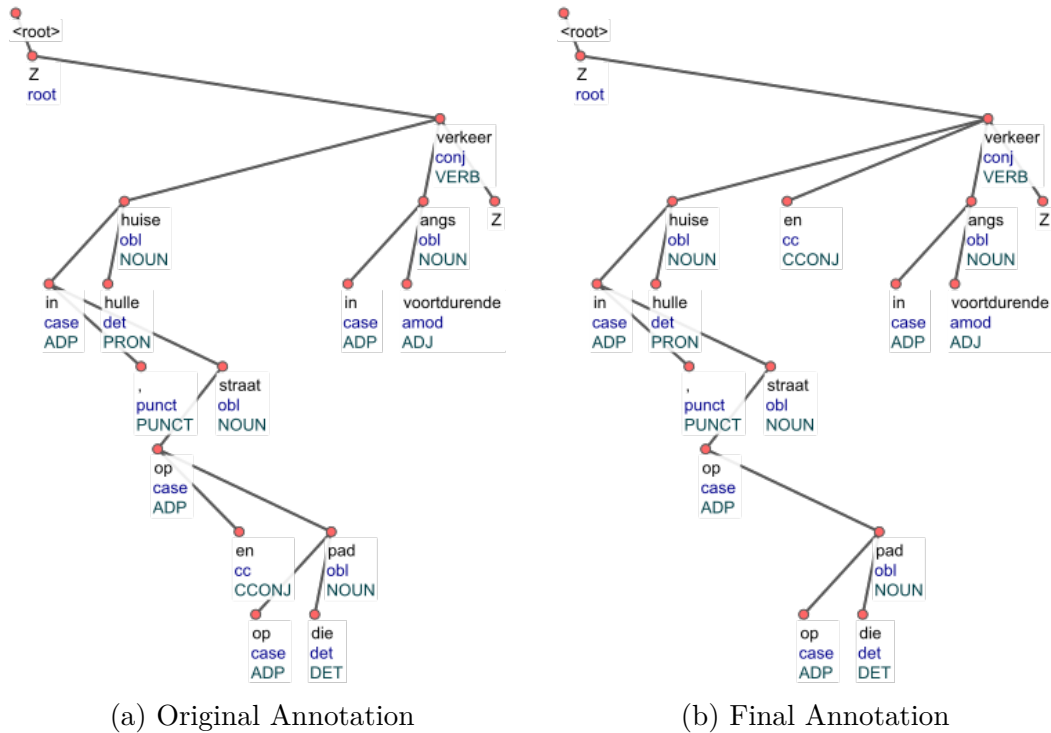 <root>
Z
root
verkeer
conj
VERB
huise
obl
NOUN
angs
obl
NOUN
Z
in
case
ADP
hulle
det
PRON
in
case
ADP
voortdurende
amod
ADJ
,
punct
PUNCT
straat
obl
NOUN
op
case
ADP
en
cc
CCONJ
pad
obl
NOUN
op
case
ADP
die
det
DET
(a) Original Annotation
<root>
Z
root
verkeer
conj
VERB
huise
obl
NOUN
en
cc
CCONJ
angs
obl
NOUN
Z
in
case
ADP
hulle
det
PRON
in
case
ADP
voortdurende
amod
ADJ
,
punct
PUNCT
straat
obl
NOUN
op
case
ADP
pad
obl
NOUN
op
case
ADP
die
det
DET
(b) Final Annotation